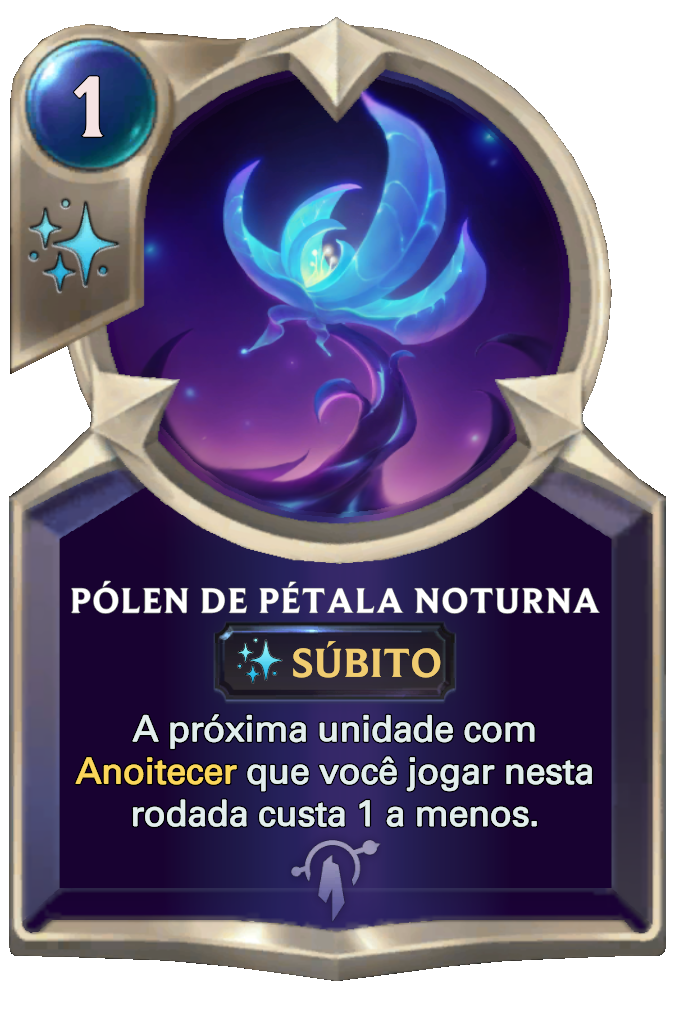 1
PÓLEN DE PÉTALA NOTURNA
SÚBITO
A próxima unidade com
Anoitecer que você jogar nesta
rodada custa 1 a menos.